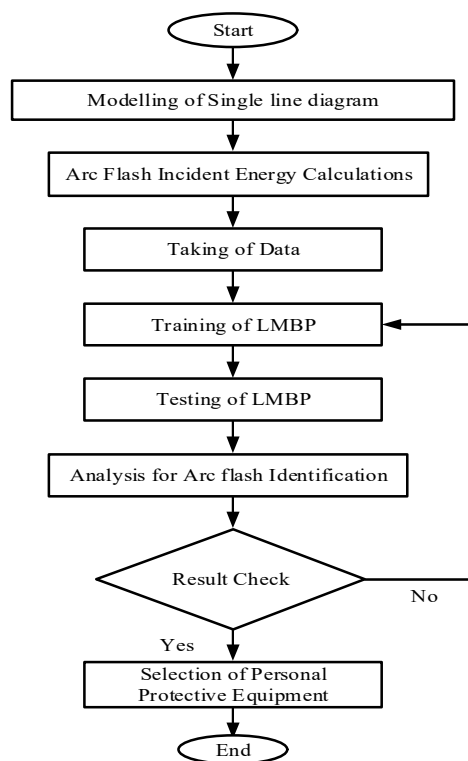 Start
Modelling of Single line diagram
Arc Flash Incident Energy Calculations
Taking of Data
Training of LMBP
Testing of LMBP
Analysis for Arc flash Identification
Result Check
No
Yes
Selection of Personal
Protective Equipment
End